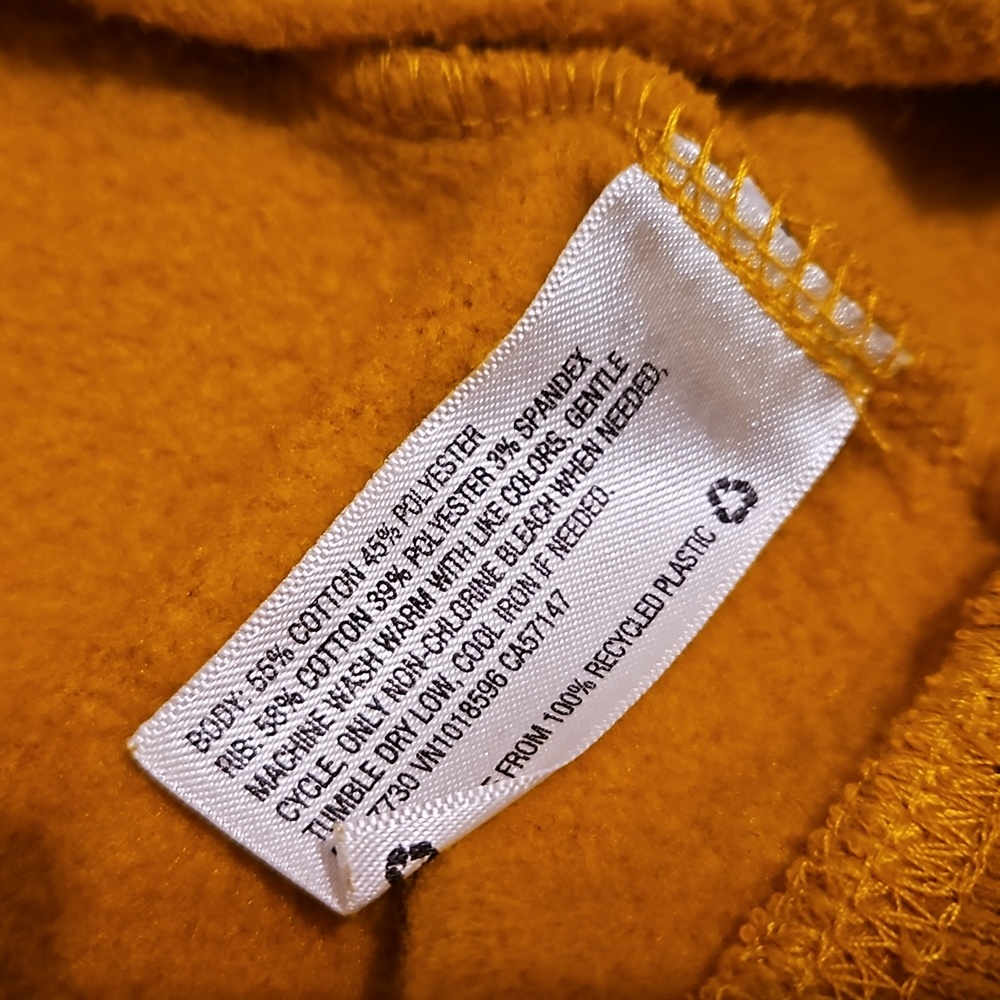 BODY: 55% COTTON 45% POLYESTER
RIB: 58% COTTON 39% POLYESTER 3% SPANDEX
MACHINE WASH WARM WITH LIKE COLORS, GENTLE
CYCLE, ONLY NON-CHLORINE BLEACH WHEN NEEDED,
TUMBLE DRY LOW, COOL IRON IF NEEDED.
7730 VN1018596 CA57147
FROM 100% RECYCLED PLASTIC